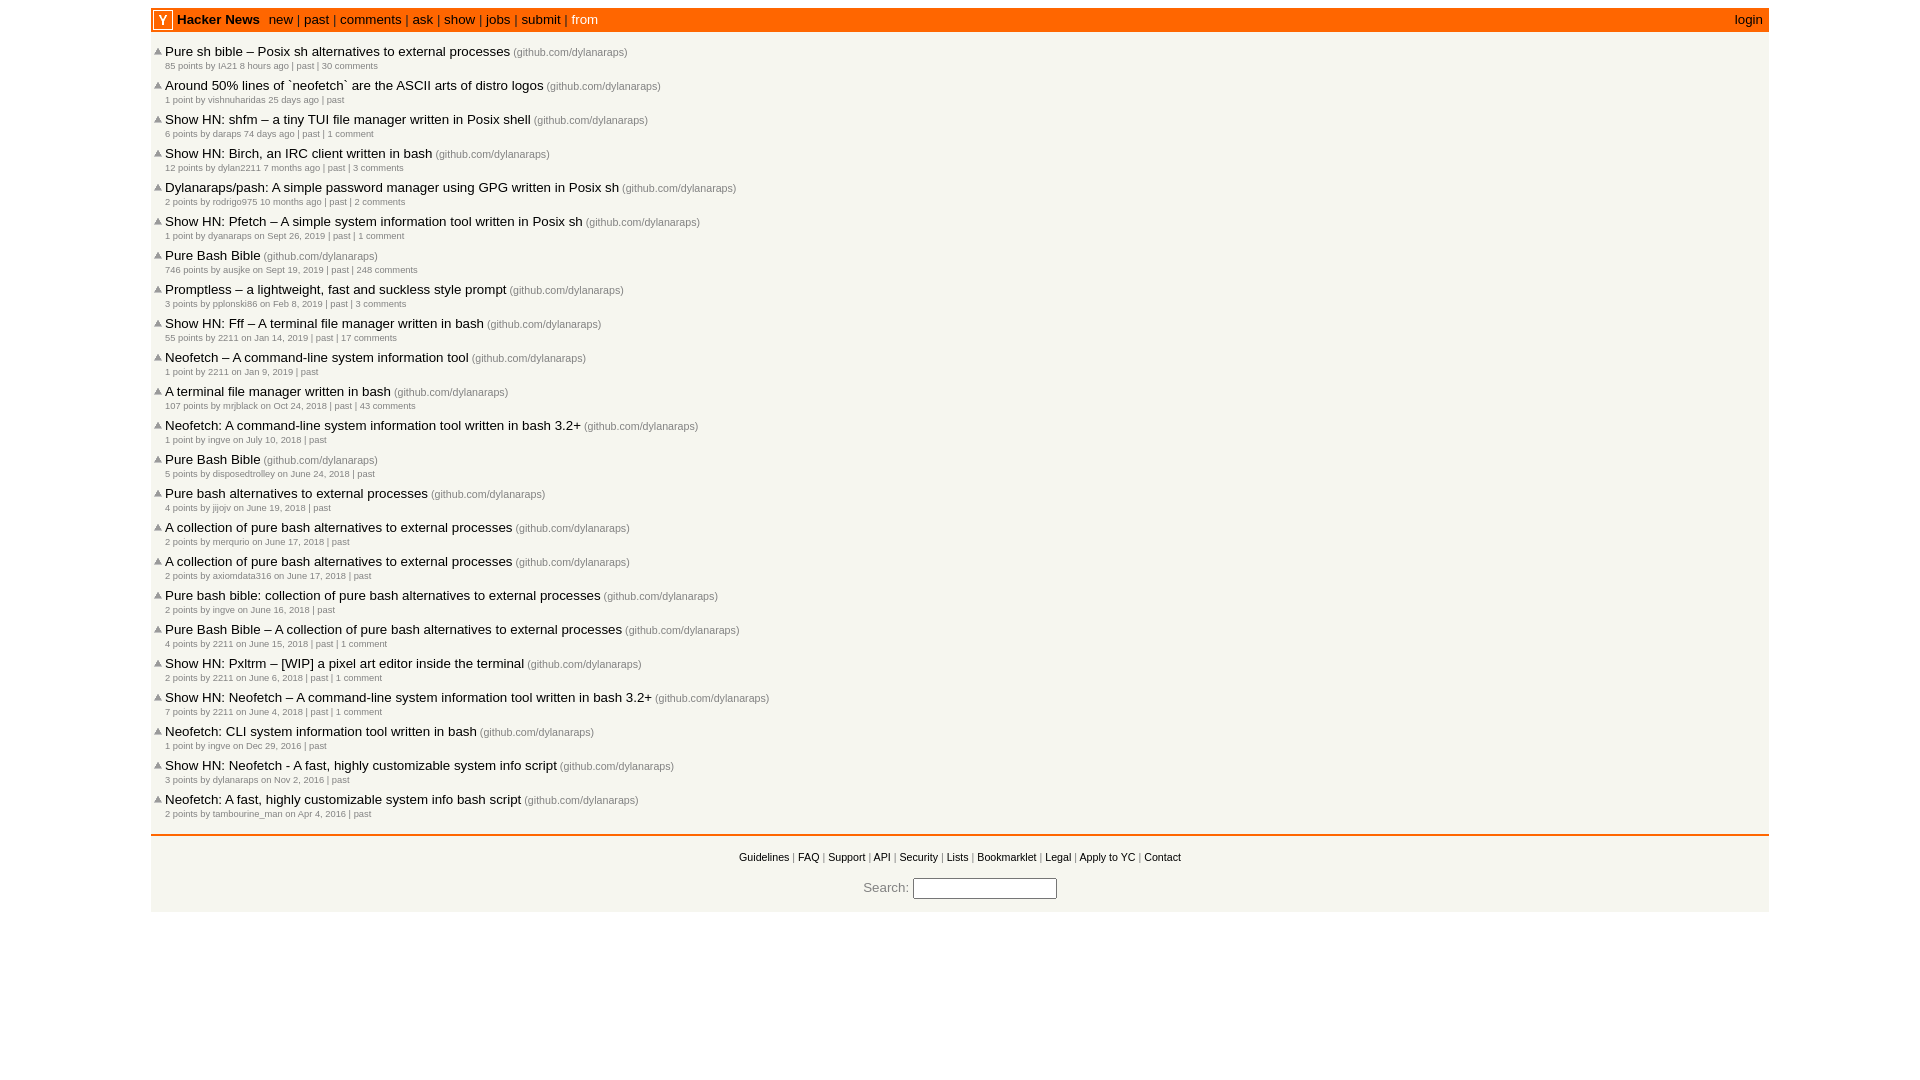 Y Hacker News new | past | comments | ask | show | jobs | submit | from login
Pure sh bible – Posix sh alternatives to external processes (github.com/dylanaraps)
85 points by IA21 8 hours ago | past | 30 comments
Around 50% lines of `neofetch` are the ASCII arts of distro logos (github.com/dylanaraps)
1 point by vishnuharidas 25 days ago | past
Show HN: shfm – a tiny TUI file manager written in Posix shell (github.com/dylanaraps)
6 points by daraps 74 days ago | past | 1 comment
Show HN: Birch, an IRC client written in bash (github.com/dylanaraps)
12 points by dylan2211 7 months ago | past | 3 comments
Dylanaraps/pash: A simple password manager using GPG written in Posix sh (github.com/dylanaraps)
2 points by rodrigo975 10 months ago | past | 2 comments
Show HN: Pfetch – A simple system information tool written in Posix sh (github.com/dylanaraps)
1 point by dyanaraps on Sept 26, 2019 | past | 1 comment
Pure Bash Bible (github.com/dylanaraps)
746 points by ausjke on Sept 19, 2019 | past | 248 comments
Promptless – a lightweight, fast and suckless style prompt (github.com/dylanaraps)
3 points by pplonski86 on Feb 8, 2019 | past | 3 comments
Show HN: Fff – A terminal file manager written in bash (github.com/dylanaraps)
55 points by 2211 on Jan 14, 2019 | past | 17 comments
Neofetch – A command-line system information tool (github.com/dylanaraps)
1 point by 2211 on Jan 9, 2019 | past
A terminal file manager written in bash (github.com/dylanaraps)
107 points by mrjblack on Oct 24, 2018 | past | 43 comments
Neofetch: A command-line system information tool written in bash 3.2+ (github.com/dylanaraps)
1 point by ingve on July 10, 2018 | past
Pure Bash Bible (github.com/dylanaraps)
5 points by disposedtrolley on June 24, 2018 | past
Pure bash alternatives to external processes (github.com/dylanaraps)
4 points by jijojv on June 19, 2018 | past
A collection of pure bash alternatives to external processes (github.com/dylanaraps)
2 points by merqurio on June 17, 2018 | past
A collection of pure bash alternatives to external processes (github.com/dylanaraps)
2 points by axiomdata316 on June 17, 2018 | past
Pure bash bible: collection of pure bash alternatives to external processes (github.com/dylanaraps)
2 points by ingve on June 16, 2018 | past
Pure Bash Bible – A collection of pure bash alternatives to external processes (github.com/dylanaraps)
4 points by 2211 on June 15, 2018 | past | 1 comment
Show HN: Pxltrm – [WIP] a pixel art editor inside the terminal (github.com/dylanaraps)
2 points by 2211 on June 6, 2018 | past | 1 comment
Show HN: Neofetch – A command-line system information tool written in bash 3.2+ (github.com/dylanaraps)
7 points by 2211 on June 4, 2018 | past | 1 comment
Neofetch: CLI system information tool written in bash (github.com/dylanaraps)
1 point by ingve on Dec 29, 2016 | past
Show HN: Neofetch - A fast, highly customizable system info script (github.com/dylanaraps)
3 points by dylanaraps on Nov 2, 2016 | past
Neofetch: A fast, highly customizable system info bash script (github.com/dylanaraps)
2 points by tambourine_man on Apr 4, 2016 | past
Guidelines | FAQ | Support | API | Security | Lists | Bookmarklet | Legal | Apply to YC | Contact
Search: